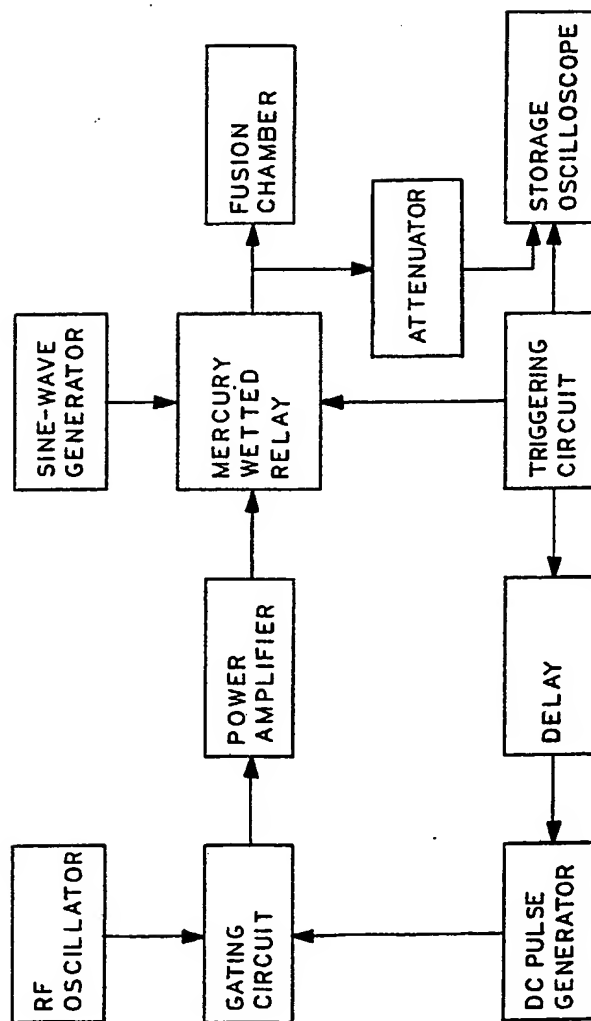 RF
OSCILLATOR
SINE-WAVE
GENERATOR
GATING
CIRCUIT
POWER
AMPLIFIER
MERCURY
WETTED
RELAY
FUSION
CHAMBER
ATTENUATOR
DC PULSE
GENERATOR
DELAY
TRIGGERING
CIRCUIT
STORAGE
OSCILLOSCOPE